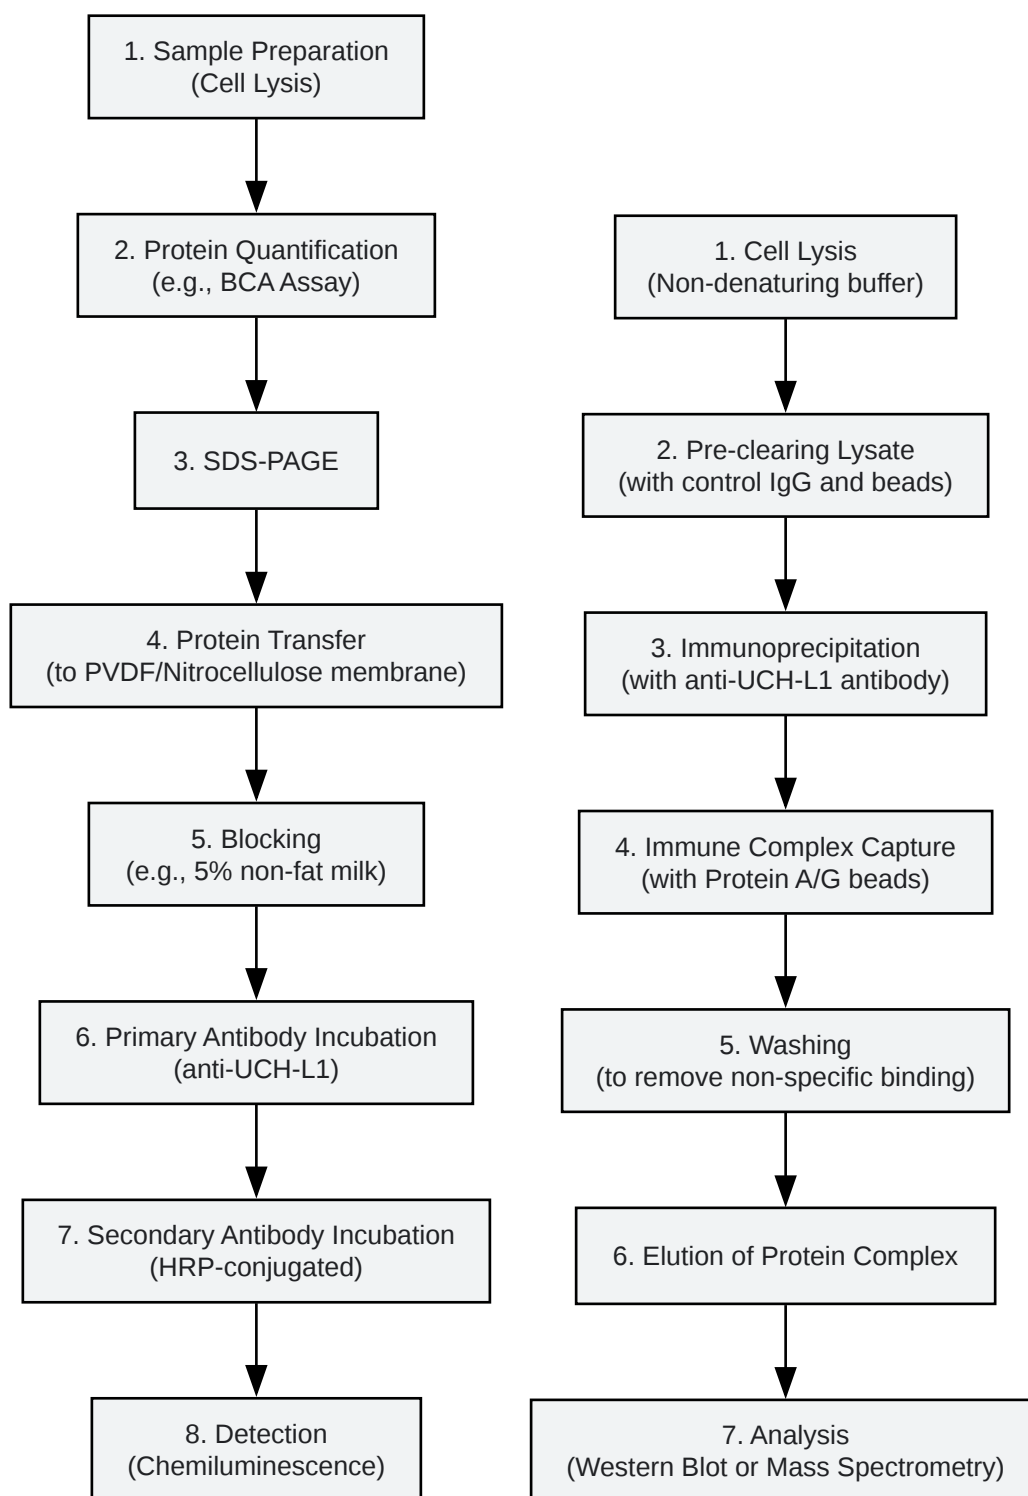 1. Sample Preparation
(Cell Lysis)
2. Protein Quantification
(e.g., BCA Assay)
3. SDS-PAGE
4. Protein Transfer
(to PVDF/Nitrocellulose membrane)
5. Blocking
(e.g., 5% non-fat milk)
6. Primary Antibody Incubation
(anti-UCH-L1)
7. Secondary Antibody Incubation
(HRP-conjugated)
8. Detection
(Chemiluminescence)
1. Cell Lysis
(Non-denaturing buffer)
2. Pre-clearing Lysate
(with control IgG and beads)
3. Immunoprecipitation
(with anti-UCH-L1 antibody)
4. Immune Complex Capture
(with Protein A/G beads)
5. Washing
(to remove non-specific binding)
6. Elution of Protein Complex
7. Analysis
(Western Blot or Mass Spectrometry)